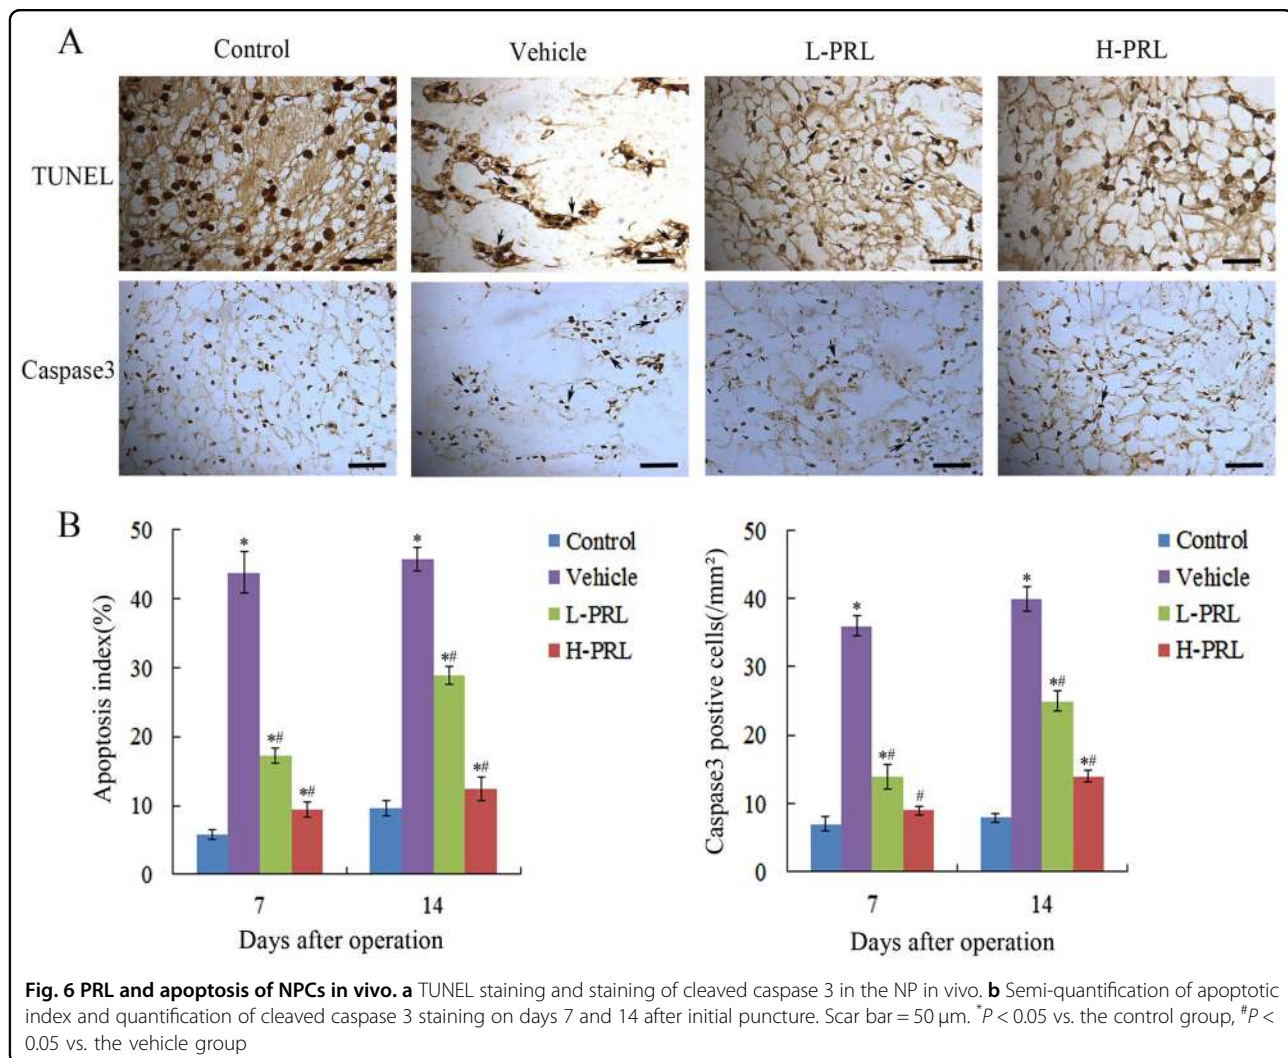 A
Control
Vehicle
L-PRL
H-PRL
TUNEL
Caspase3
B
Apoptosis index(%)
50
40
30
20
10
0
*
*#
*#
*
*#
*#
7
14
Days after operation
Control
Vehicle
L-PRL
H-PRL
Caspase3 postive cells(/mm²)
50
40
30
20
10
0
*
*#
#
*
*#
*#
7
14
Days after operation
Control
Vehicle
L-PRL
H-PRL
Fig. 6 PRL and apoptosis of NPCs in vivo. a TUNEL staining and staining of cleaved caspase 3 in the NP in vivo. b Semi-quantification of apoptotic
index and quantification of cleaved caspase 3 staining on days 7 and 14 after initial puncture. Scar bar = 50 μm. *P < 0.05 vs. the control group, #P <
0.05 vs. the vehicle group